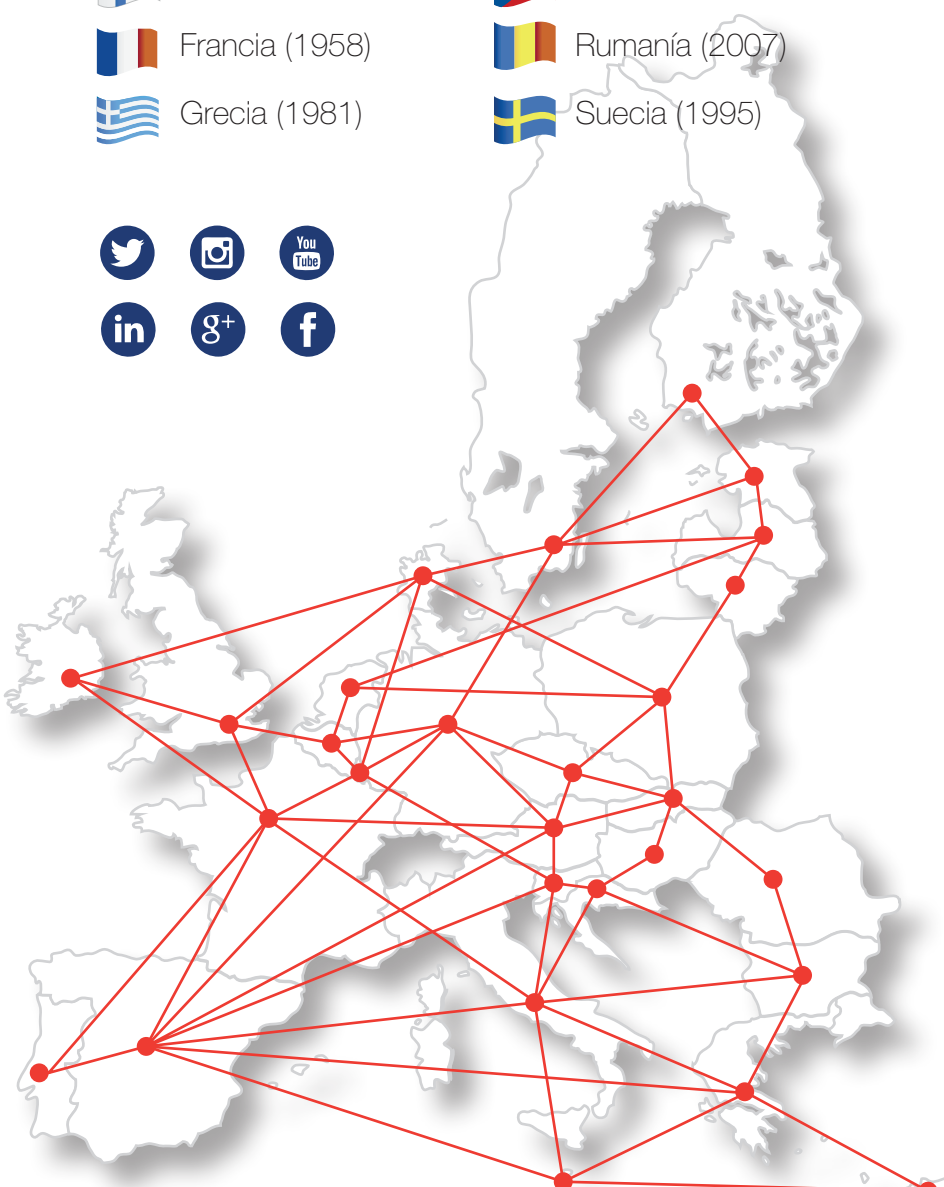 Francia (1958)
Rumanía (2007)
Grecia (1981)
Suecia (1995)
You
Tube
in
g+
f